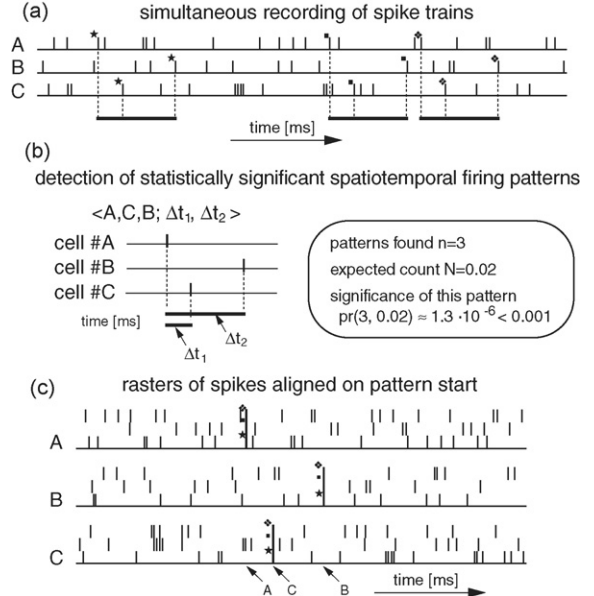 (a)
simultaneous recording of spike trains
A
B
C
time [ms]
(b)
detection of statistically significant spatiotemporal firing patterns
<A,C,B; Δt1, Δt2 >
cell #A
cell #B
cell #C
time [ms]
Δt1
Δt2
patterns found n=3
expected count N=0.02
significance of this pattern
pr(3, 0.02) ≈ 1.3 ·10 -6 < 0.001
(c)
rasters of spikes aligned on pattern start
A
B
C
A C B
time [ms]